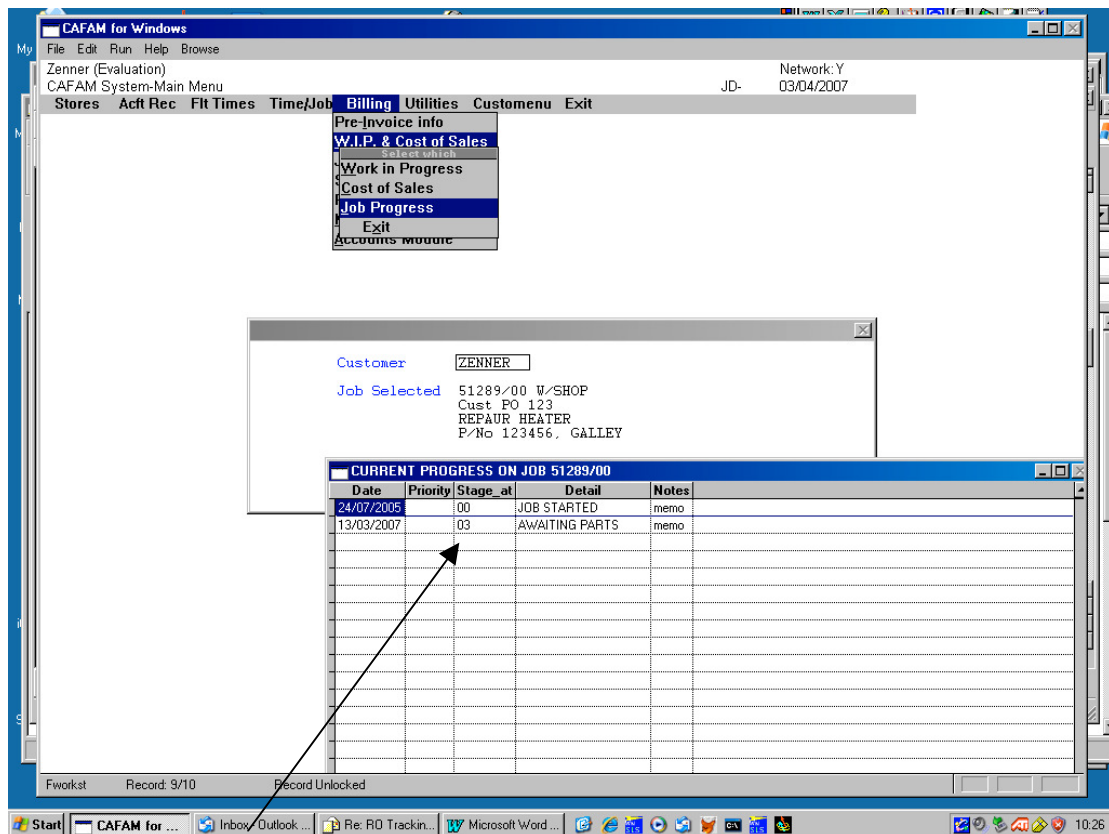 My
CAFAM for Windows
File Edit Run Help Browse
Zenner (Evaluation) Network:Y
CAFAM System-Main Menu JD- 03/04/2007
Stores Acft Rec Flt Times Time/Job Billing Utilities Customenu Exit
Pre-Invoice info
W.I.P. & Cost of Sales
Select which
Work in Progress
Cost of Sales
Job Progress
Exit
Accounts Module
Customer ZENNER
Job Selected 51289/00 W/SHOP
Cust PO 123
REPAUR HEATER
P/No 123456, GALLEY
CURRENT PROGRESS ON JOB 51289/00
Date Priority Stage_at Detail Notes
24/07/2005 00 JOB STARTED memo
13/03/2007 03 AWAITING PARTS memo
Fworkst Record: 9/10 Record Unlocked
Start CAFAM for ... Inbox - Outlook ... Re: RO Trackin... Microsoft Word ... SLS SLS 10:26